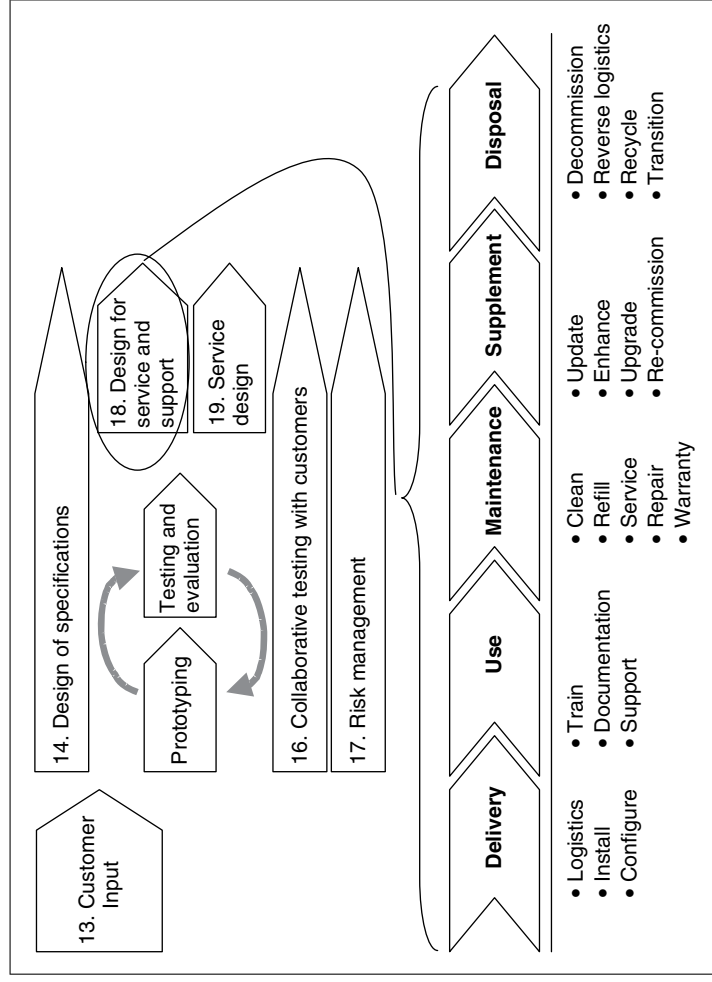 13. Customer
Input
14. Design of specifications
Prototyping
Testing and
evaluation
18. Design for
service and
support
19. Service
design
16. Collaborative testing with customers
17. Risk management
Delivery
Use
Maintenance
Supplement
Disposal
• Logistics
• Install
• Configure
• Train
• Documentation
• Support
• Clean
• Refill
• Service
• Repair
• Warranty
• Update
• Enhance
• Upgrade
• Re-commission
• Decommission
• Reverse logistics
• Recycle
• Transition